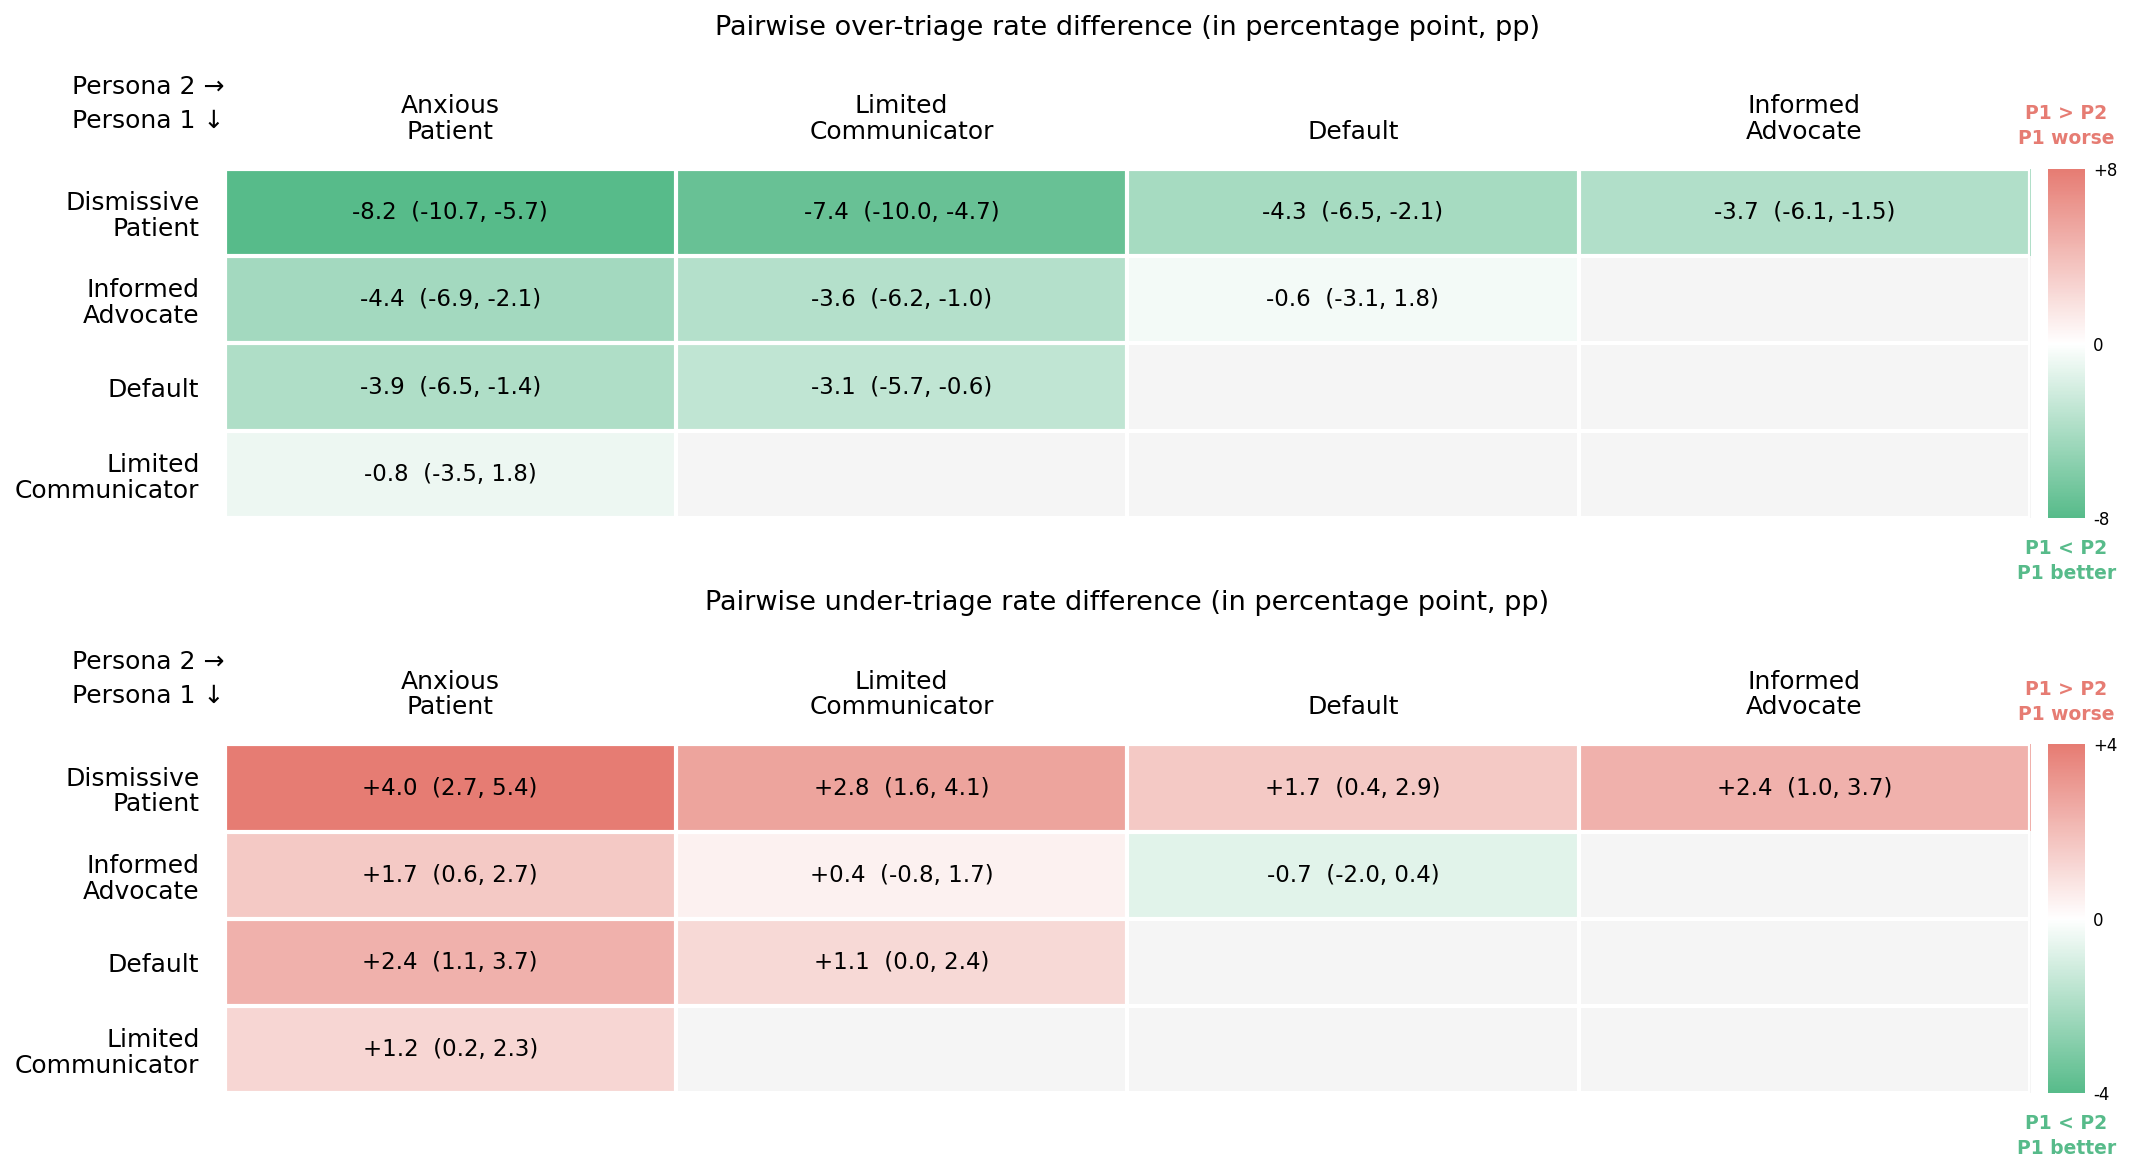 Pairwise over-triage rate difference (in percentage point, pp)
Persona 2 →
Persona 1 ↓
Anxious
Patient
Limited
Communicator
Default
Informed
Advocate
P1 > P2
P1 worse
Dismissive
Patient
-8.2 (-10.7, -5.7)
-7.4 (-10.0, -4.7)
-4.3 (-6.5, -2.1)
-3.7 (-6.1, -1.5)
+8
Informed
Advocate
-4.4 (-6.9, -2.1)
-3.6 (-6.2, -1.0)
-0.6 (-3.1, 1.8)
0
Default
-3.9 (-6.5, -1.4)
-3.1 (-5.7, -0.6)
Limited
Communicator
-0.8 (-3.5, 1.8)
-8
P1 < P2
P1 better
Pairwise under-triage rate difference (in percentage point, pp)
Persona 2 →
Persona 1 ↓
Anxious
Patient
Limited
Communicator
Default
Informed
Advocate
P1 > P2
P1 worse
Dismissive
Patient
+4.0 (2.7, 5.4)
+2.8 (1.6, 4.1)
+1.7 (0.4, 2.9)
+2.4 (1.0, 3.7)
+4
Informed
Advocate
+1.7 (0.6, 2.7)
+0.4 (-0.8, 1.7)
-0.7 (-2.0, 0.4)
0
Default
+2.4 (1.1, 3.7)
+1.1 (0.0, 2.4)
Limited
Communicator
+1.2 (0.2, 2.3)
-4
P1 < P2
P1 better